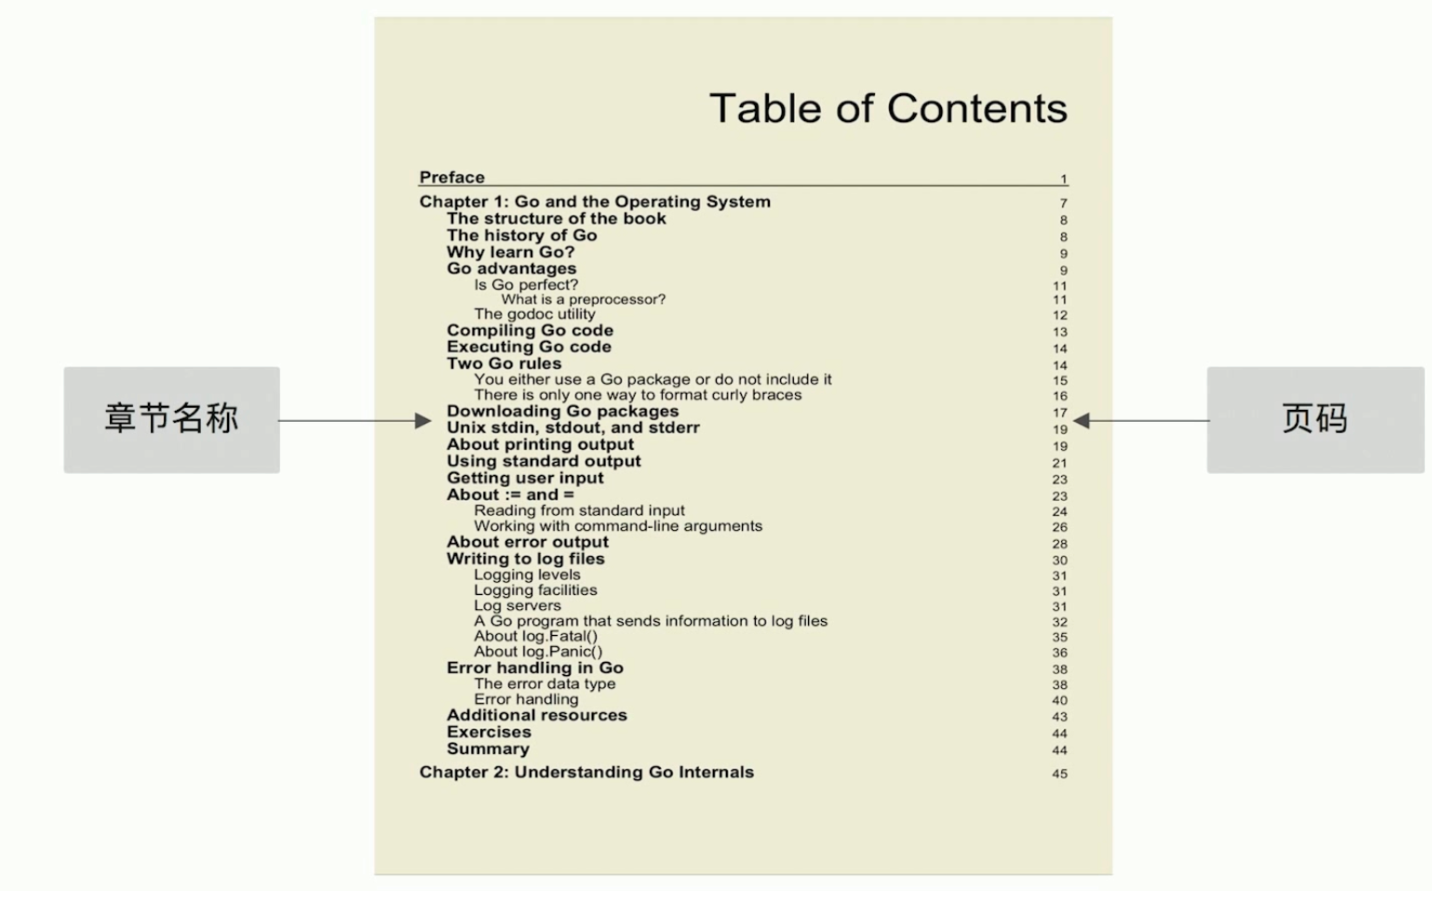 Table of Contents
Preface 1
Chapter 1: Go and the Operating System 7
The structure of the book 8
The history of Go 8
Why learn Go? 9
Go advantages 9
Is Go perfect? 11
What is a preprocessor? 11
The godoc utility 12
Compiling Go code 13
Executing Go code 14
Two Go rules 14
You either use a Go package or do not include it 15
There is only one way to format curly braces 16
章节名称
Downloading Go packages 17
页码
Unix stdin, stdout, and stderr 19
About printing output 19
Using standard output 21
Getting user input 23
About := and = 23
Reading from standard input 24
Working with command-line arguments 26
About error output 28
Writing to log files 30
Logging levels 31
Logging facilities 31
Log servers 31
A Go program that sends information to log files 32
About log.Fatal() 35
About log.Panic() 36
Error handling in Go 38
The error data type 38
Error handling 40
Additional resources 43
Exercises 44
Summary 44
Chapter 2: Understanding Go Internals 45